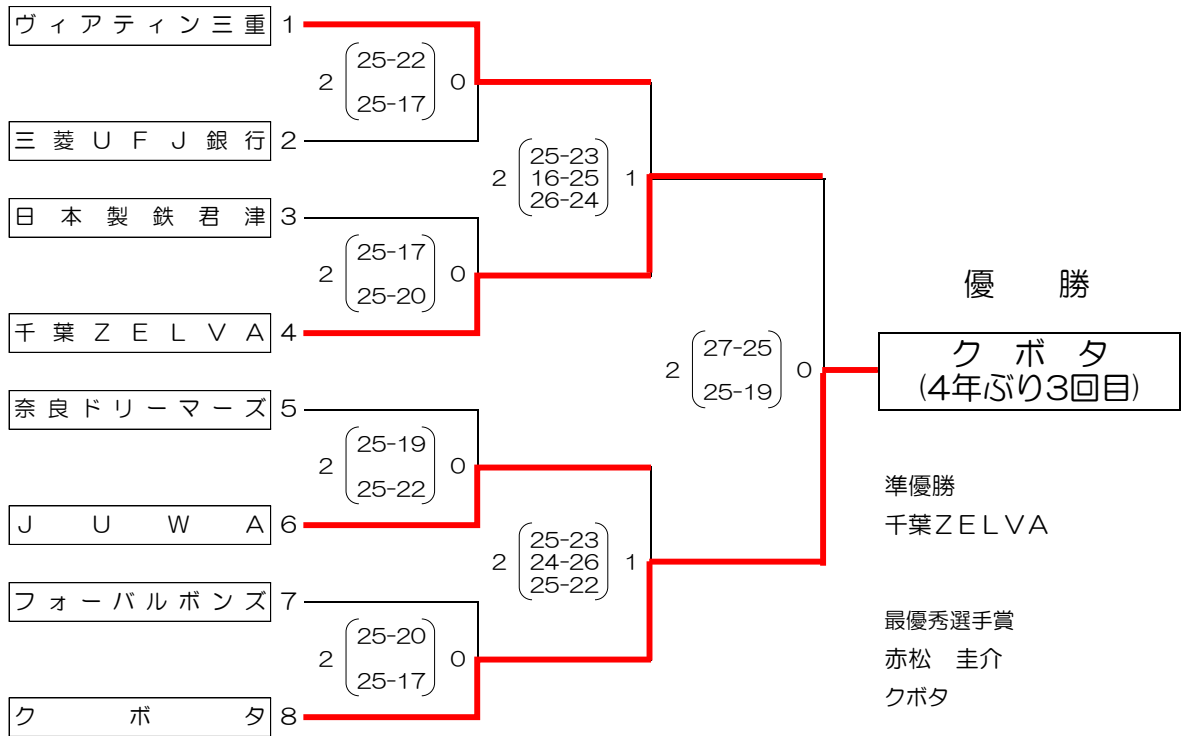 ヴィアティン三重 1
2 25-22 0
25-17
三菱UFJ銀行 2
2 25-23 1
16-25
26-24
日本製鉄君津 3
2 25-17 0
25-20
千葉ZELVA 4
優勝
クボタ
(4年ぶり3回目)
2 27-25 0
25-19
奈良ドリーマーズ 5
2 25-19 0
25-22
JUWA 6
準優勝
千葉ZELVA
2 25-23 1
24-26
25-22
フォーバルボンズ 7
2 25-20 0
25-17
クボタ 8
最優秀選手賞
赤松 圭介
クボタ